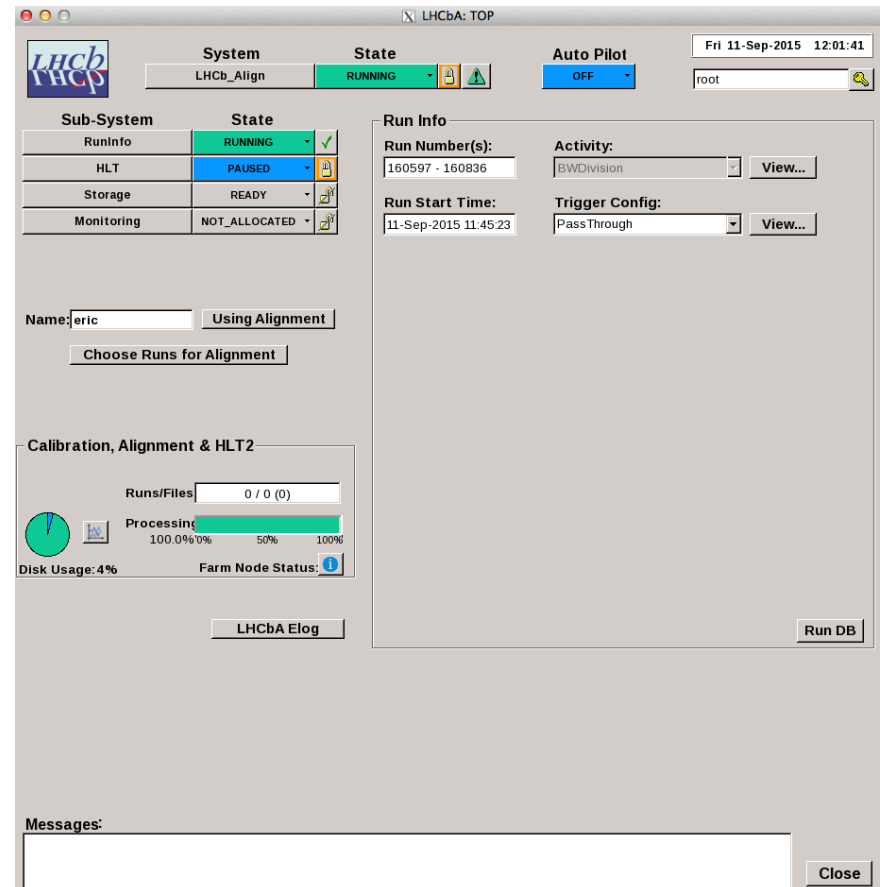 LHCbA: TOP
LHCb
LHCb
System State Auto Pilot
Fri 11-Sep-2015 12:01:41
LHCb_Align RUNNING OFF
root
Sub-System State
RunInfo RUNNING
HLT PAUSED
Storage READY
Monitoring NOT_ALLOCATED
Name: eric Using Alignment
Choose Runs for Alignment
Calibration, Alignment & HLT2
Runs/Files 0 / 0 (0)
Processing
100.0% 0% 50% 100%
Disk Usage: 4% Farm Node Status:
LHCbA Elog
Run Info
Run Number(s): Activity:
160597 - 160836 BWDivision View...
Run Start Time: Trigger Config:
11-Sep-2015 11:45:23 PassThrough View...
Run DB
Messages:
Close